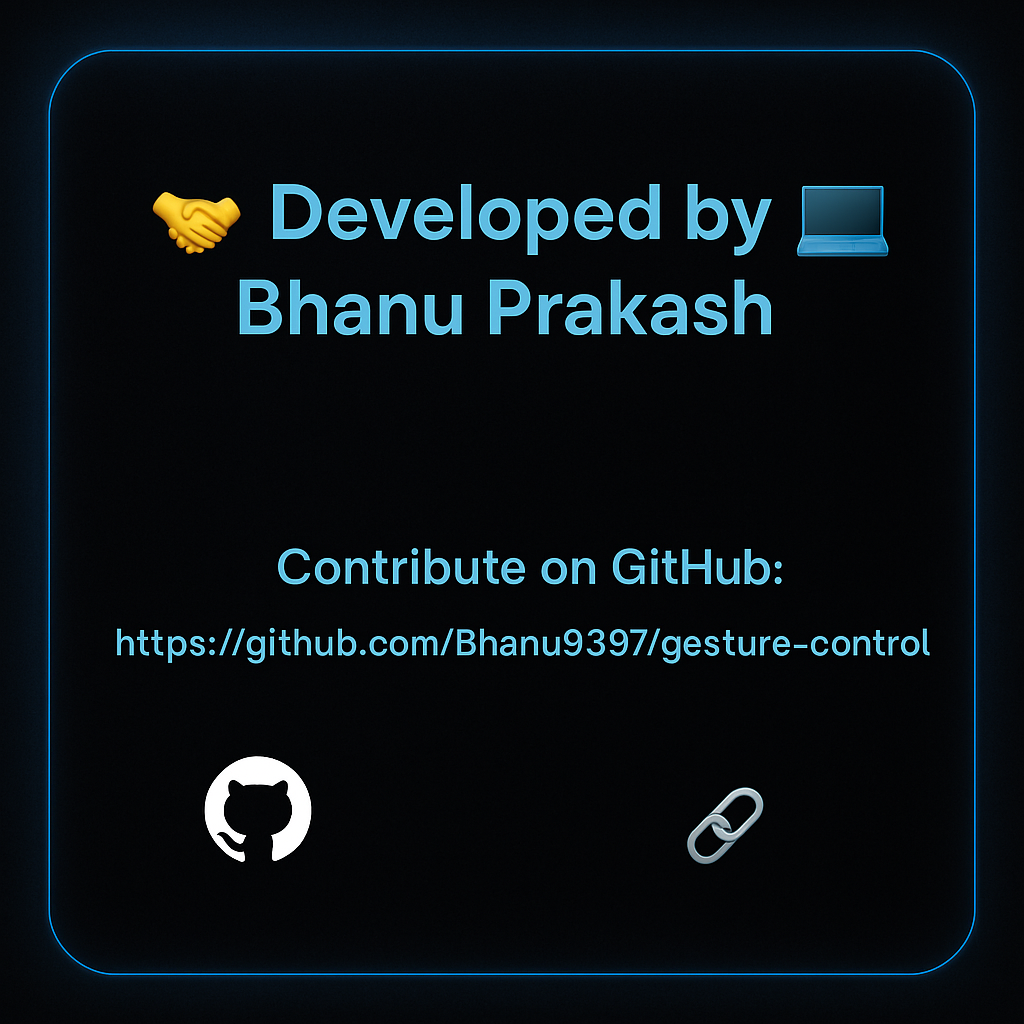 🤝 Developed by 💻
Bhanu Prakash
Contribute on GitHub:
https://github.com/Bhanu9397/gesture-control